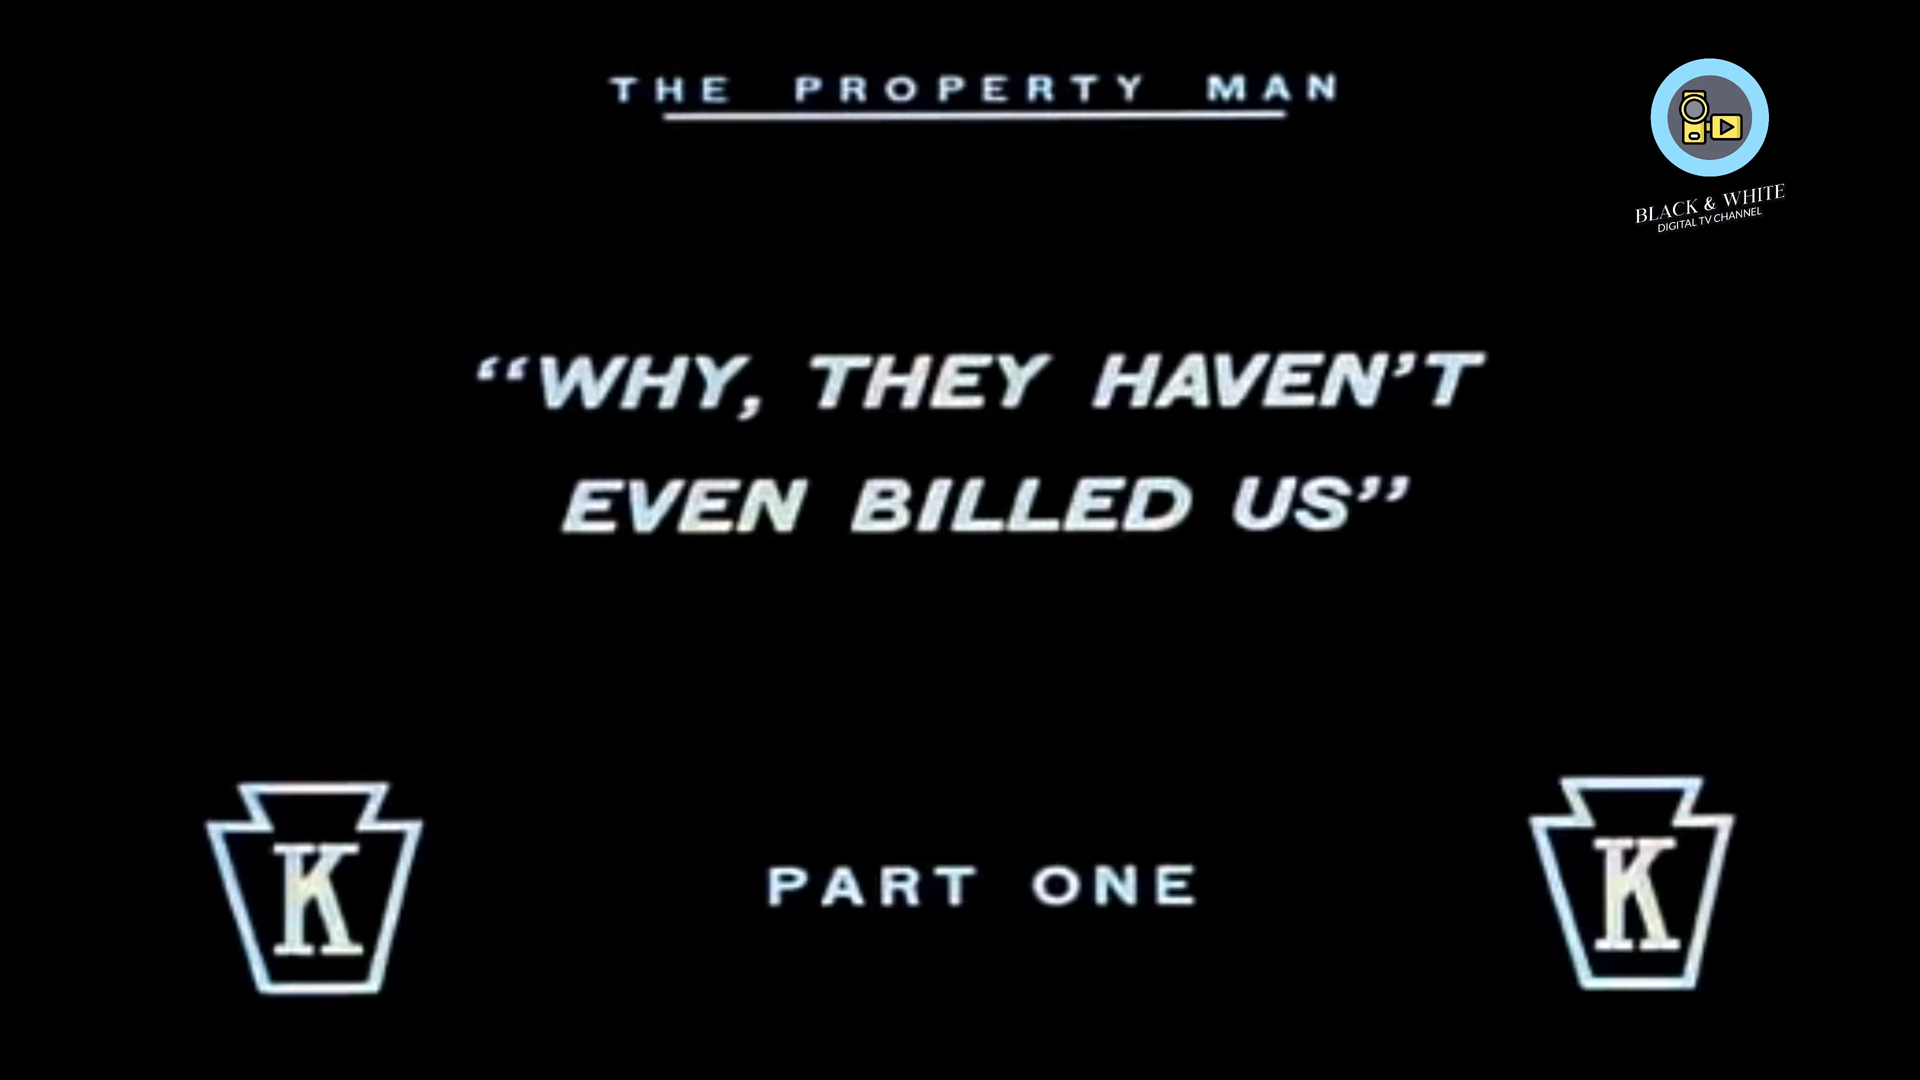 THE PROPERTY MAN
BLACK & WHITE
DIGITAL TV CHANNEL
“WHY, THEY HAVEN’T
EVEN BILLED US”
K
PART ONE
K